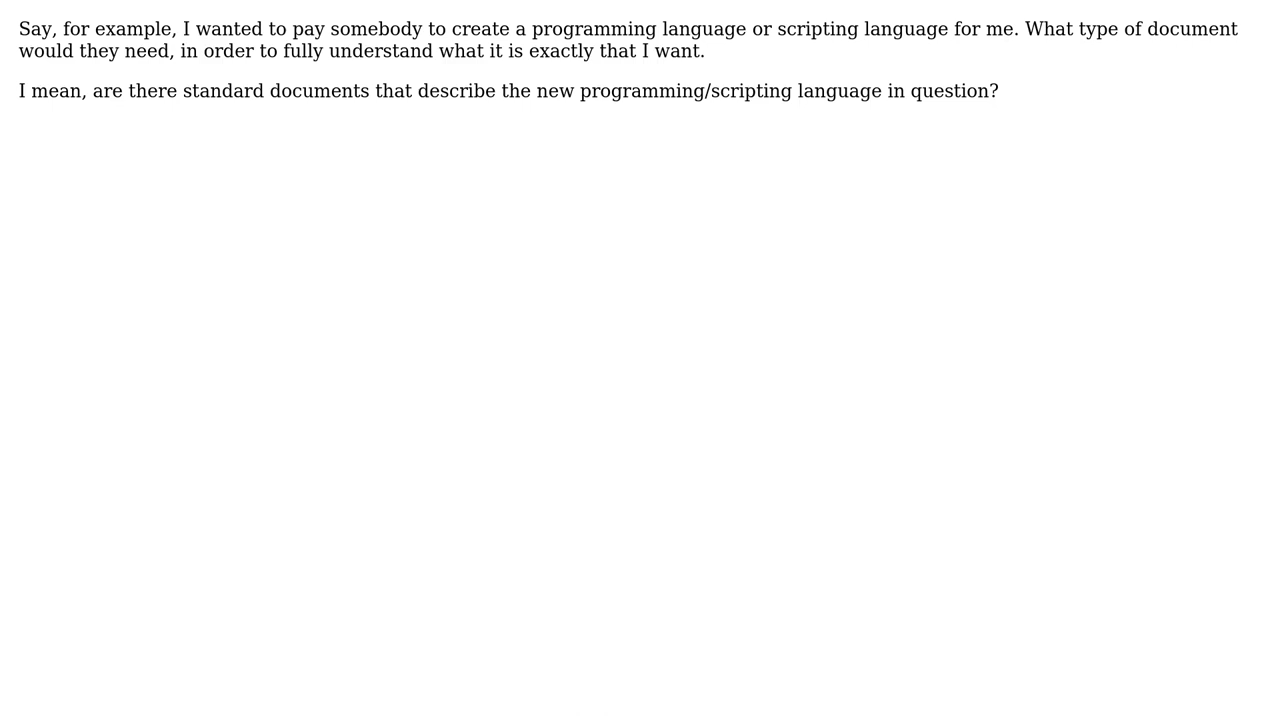 Say, for example, I wanted to pay somebody to create a programming language or scripting language for me. What type of document
would they need, in order to fully understand what it is exactly that I want.
I mean, are there standard documents that describe the new programming/scripting language in question?